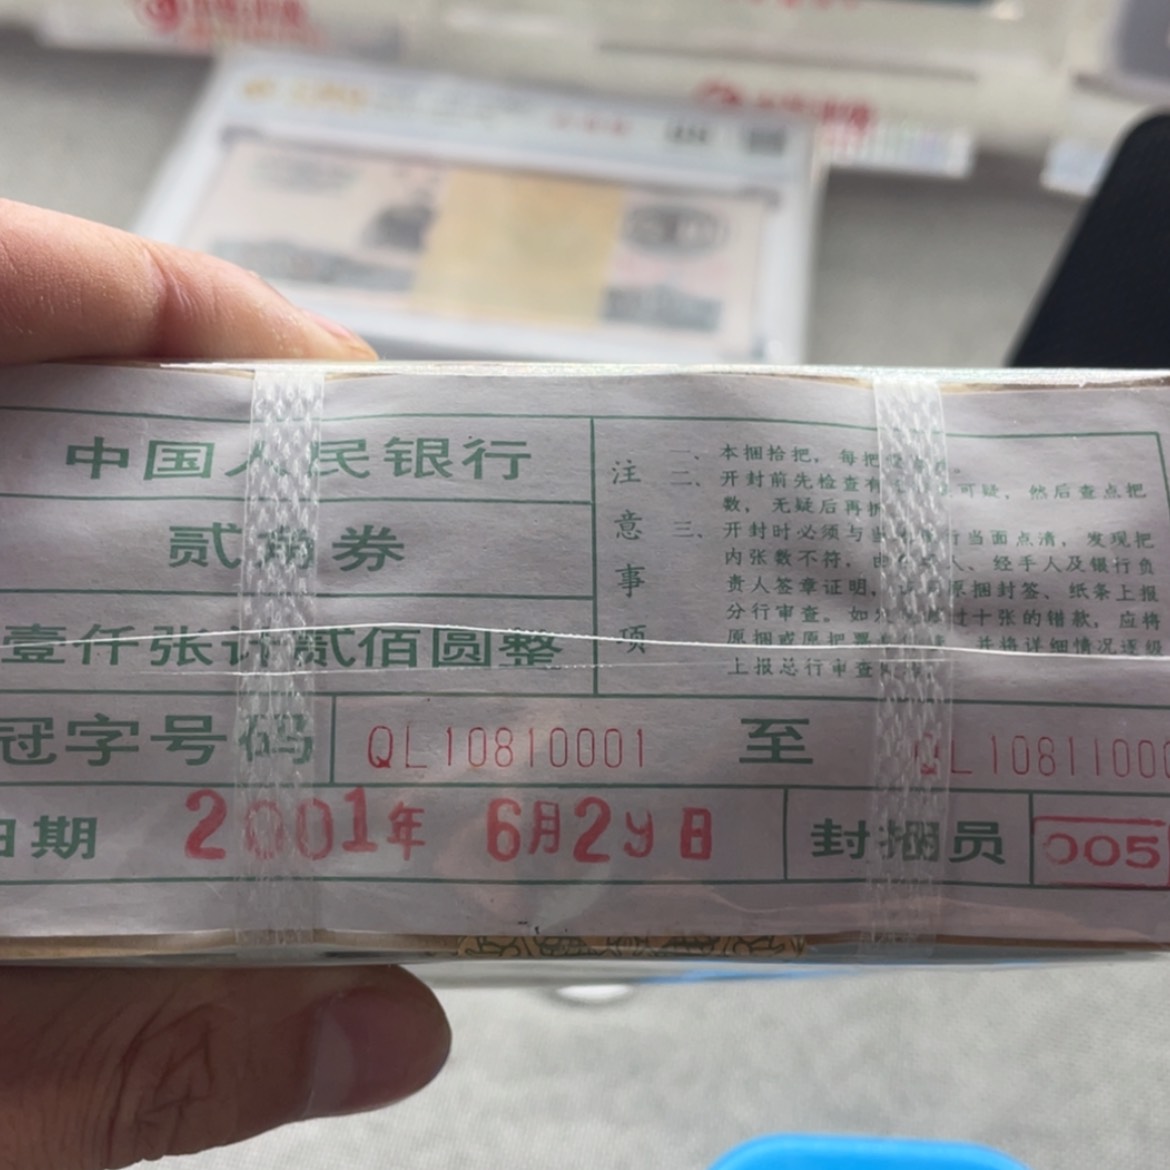 中国人民银行
贰角券
壹仟张计贰佰圆整
注意事项
一、本捆拾把，每把
二、开封前先检查有 可疑，然后查点把
数，无疑后再拆
三、开封时必须与 当面点清，发现把
内张数不符， 人、经手人及银行负
责人签章证明， 原捆封签、纸条上报
分行审查。如 过十张的错款，应将
原捆或原把 并将详细情况逐级
上报总行审查
冠字号码 QL10810001 至 QL1081100
日期 2001年 6月29日 封捆员 005